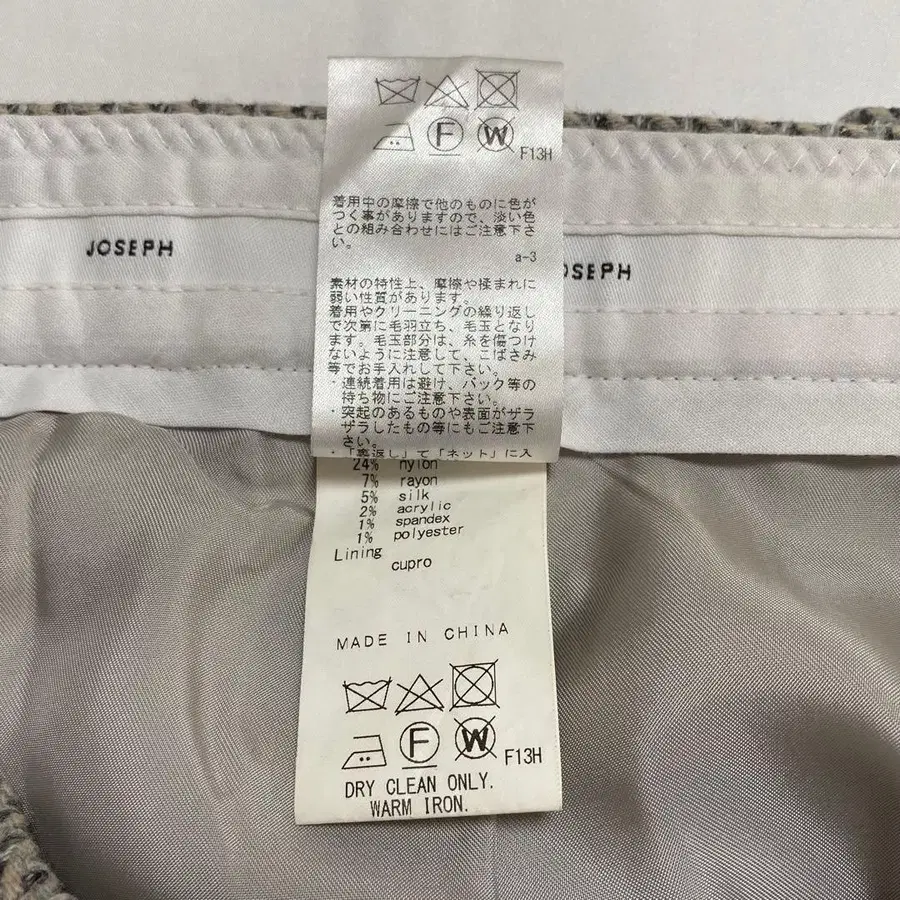 F
W
F13H
着用中の摩擦で他のものに色が
つく事がありますので、淡い色
との組み合わせにはご注意下さ
い。
a-3
JOSEPH
OSEPH
素材の特性上、摩擦や揉まれに
弱い性質があります。
着用やクリーニングの繰り返し
で次第に毛羽立ち、毛玉となり
ます。毛玉部分は、糸を傷つけ
ないように注意して、こばさみ
等でお手入れして下さい。
・連続着用は避け、バック等の
持ち物にご注意下さい。
・突起のあるものや表面がザラ
ザラしたもの等にもご注意下
さい。
・「裏返し」て「ネット」に入
24% nylon
7% rayon
5% silk
2% acrylic
1% spandex
1% polyester
Lining
cupro
MADE IN CHINA
F
W
F13H
DRY CLEAN ONLY.
WARM IRON.